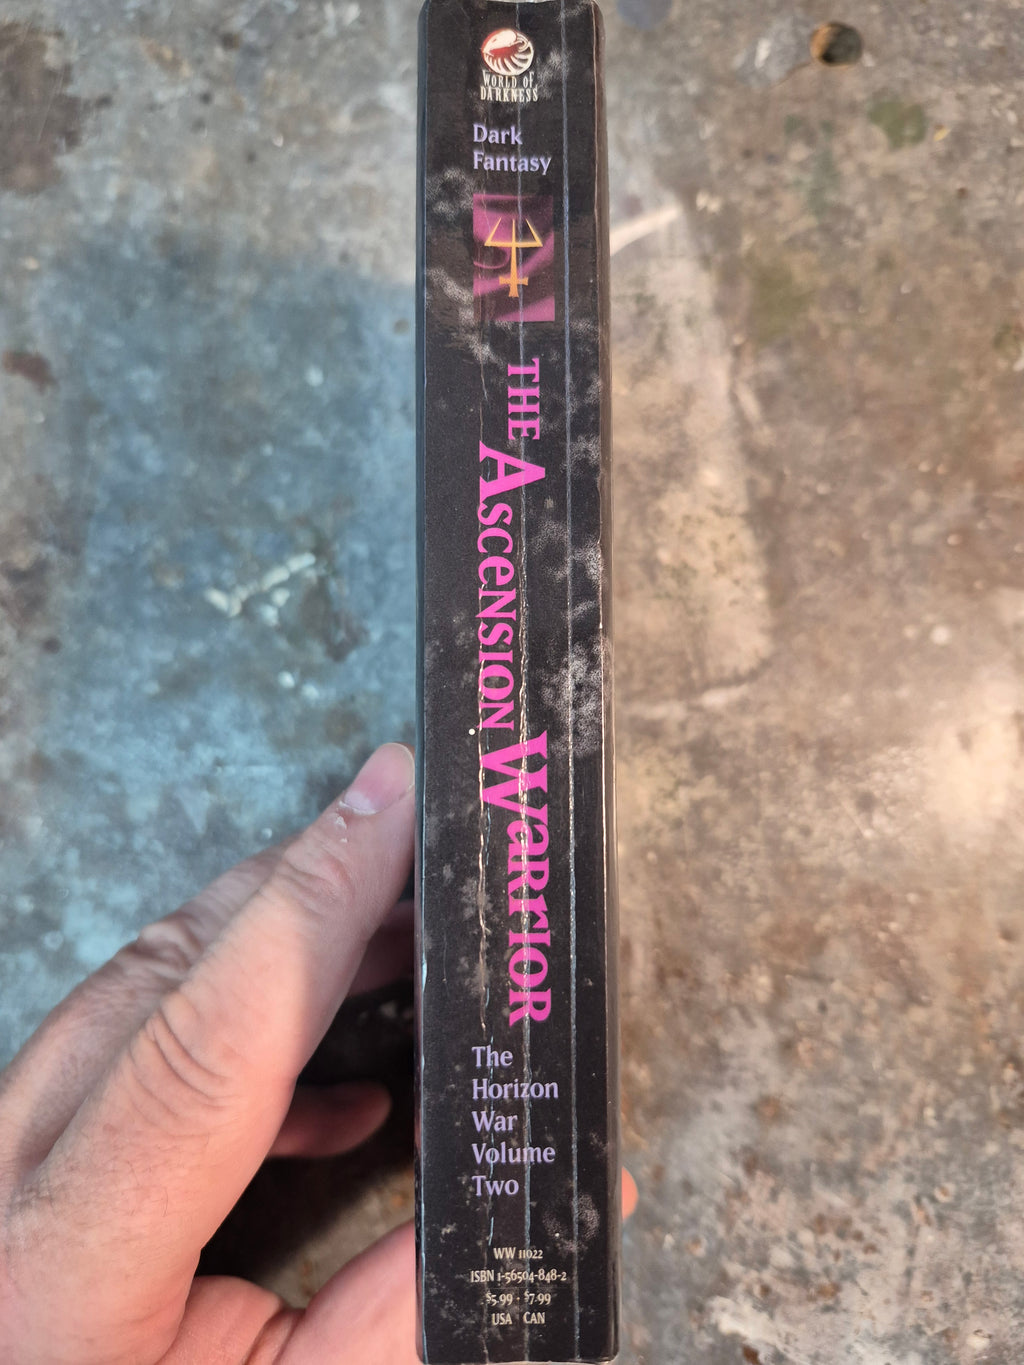 WORLD OF
DARKNESS
Dark
Fantasy
THE ASCENSION WARRIOR
The
Horizon
War
Volume
Two
WW 11022
ISBN 1-56504-848-2
$5.99 - $7.99
USA CAN